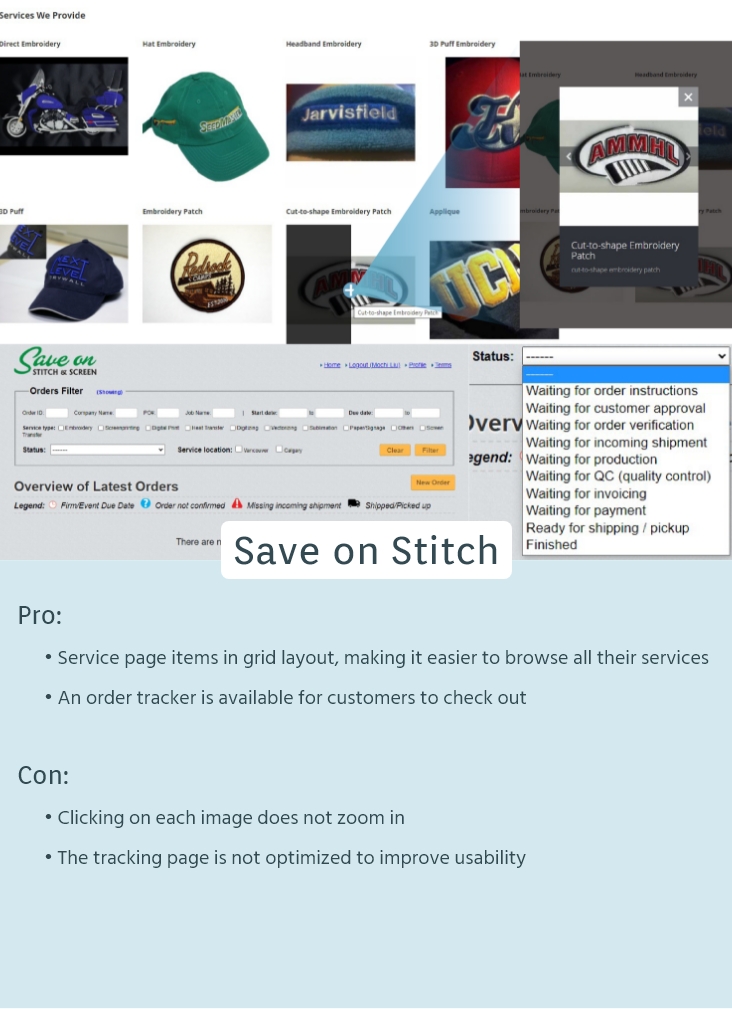 Services We Provide
Direct Embroidery
Hat Embroidery
Headband Embroidery
3D Puff Embroidery
Jarvisfield
3D Puff
Embroidery Patch
Cut-to-shape Embroidery Patch
Applique
NEXT LEVEL
DRYWALL
Redrock
UCI
Cut-to-shape Embroidery Patch
Hat Embroidery
Headband Embroidery
AMMHL
Cut-to-shape Embroidery
Patch
cut-to-shape embroidery patch
Save on
STITCH & SCREEN
Home Logout (Mochi Liu) Profile Terms
Orders Filter (Showing)
Order ID: Company Name: PO#: Job Name: | Start date: to Due date: to
Service type: Embroidery Screenprinting Digital Print Heat Transfer Digitizing Vectorizing Sublimation Paper/Signage Others Screen
Transfer
Status: ------ Service location: Vancouver Calgary Clear Filter
Overview of Latest Orders New Order
Legend: Firm/Event Due Date Order not confirmed Missing incoming shipment Shipped/Picked up
There are n
Status: ------
------
Waiting for order instructions
Waiting for customer approval
Waiting for order verification
Waiting for incoming shipment
Waiting for production
Waiting for QC (quality control)
Waiting for invoicing
Waiting for payment
Ready for shipping / pickup
Finished
Overv
egend:
Save on Stitch
Pro:
• Service page items in grid layout, making it easier to browse all their services
• An order tracker is available for customers to check out
Con:
• Clicking on each image does not zoom in
• The tracking page is not optimized to improve usability